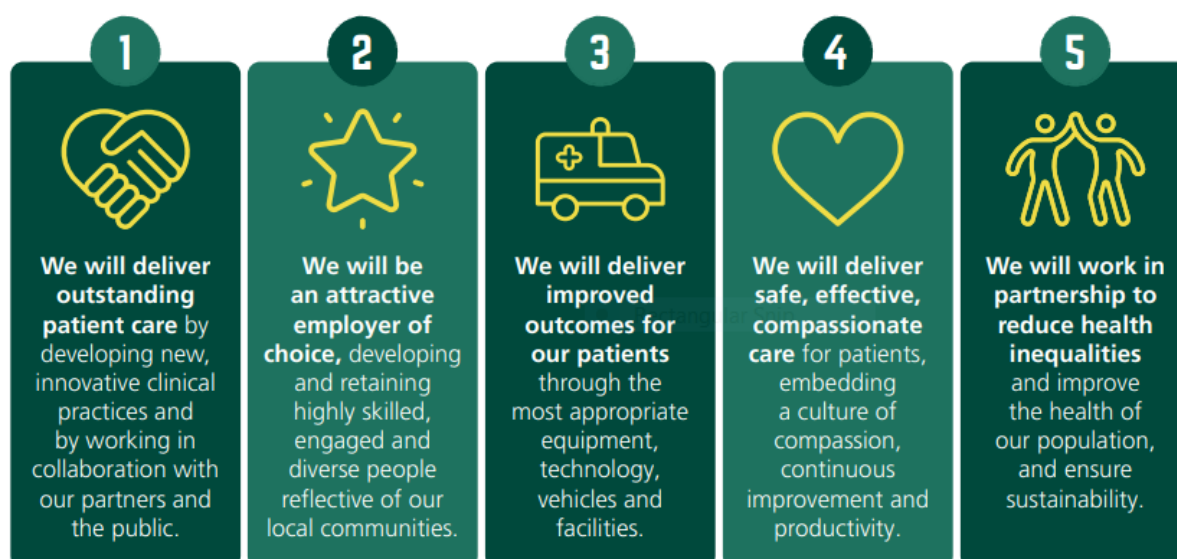 1
We will deliver
outstanding
patient care by
developing new,
innovative clinical
practices and
by working in
collaboration with
our partners and
the public.
2
We will be
an attractive
employer of
choice, developing
and retaining
highly skilled,
engaged and
diverse people
reflective of our
local communities.
3
We will deliver
improved
outcomes for
our patients
through the
most appropriate
equipment,
technology,
vehicles and
facilities.
4
We will deliver
safe, effective,
compassionate
care for patients,
embedding
a culture of
compassion,
continuous
improvement and
productivity.
5
We will work in
partnership to
reduce health
inequalities
and improve
the health of
our population,
and ensure
sustainability.
Rectangular Snip